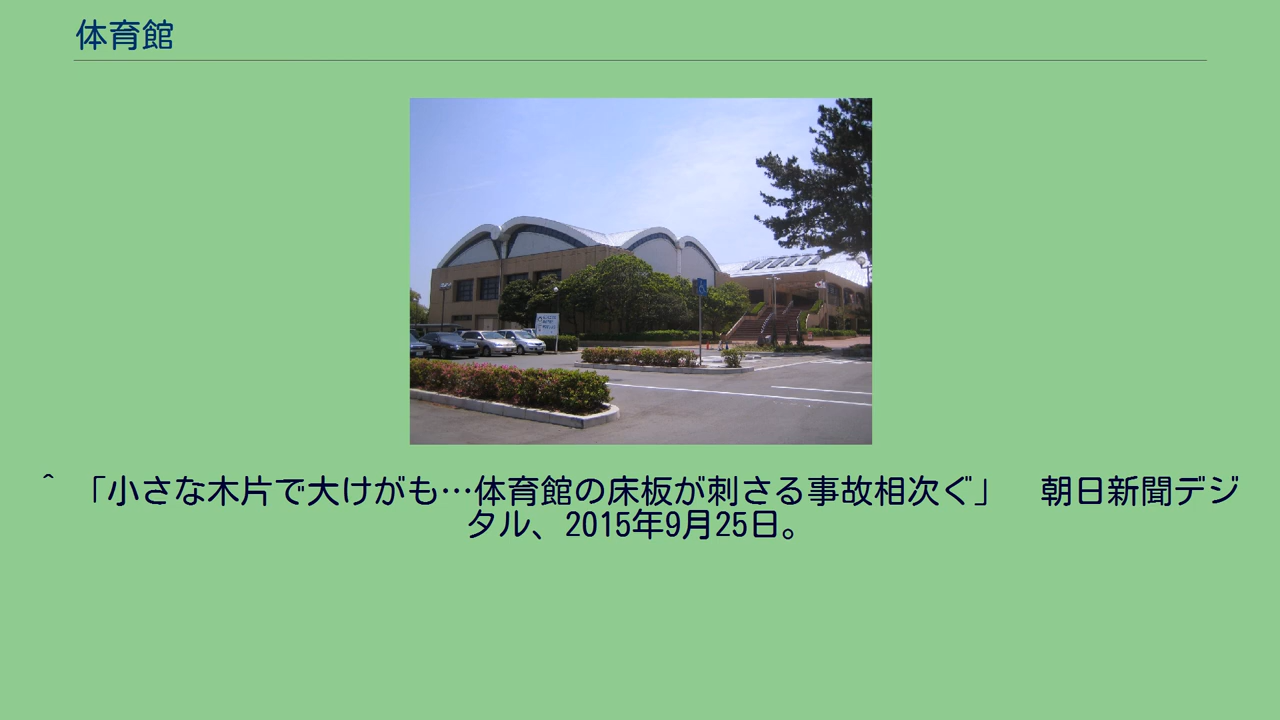 体育館
^ 「小さな木片で大けがも…体育館の床板が刺さる事故相次ぐ」　朝日新聞デジ
タル、2015年9月25日。